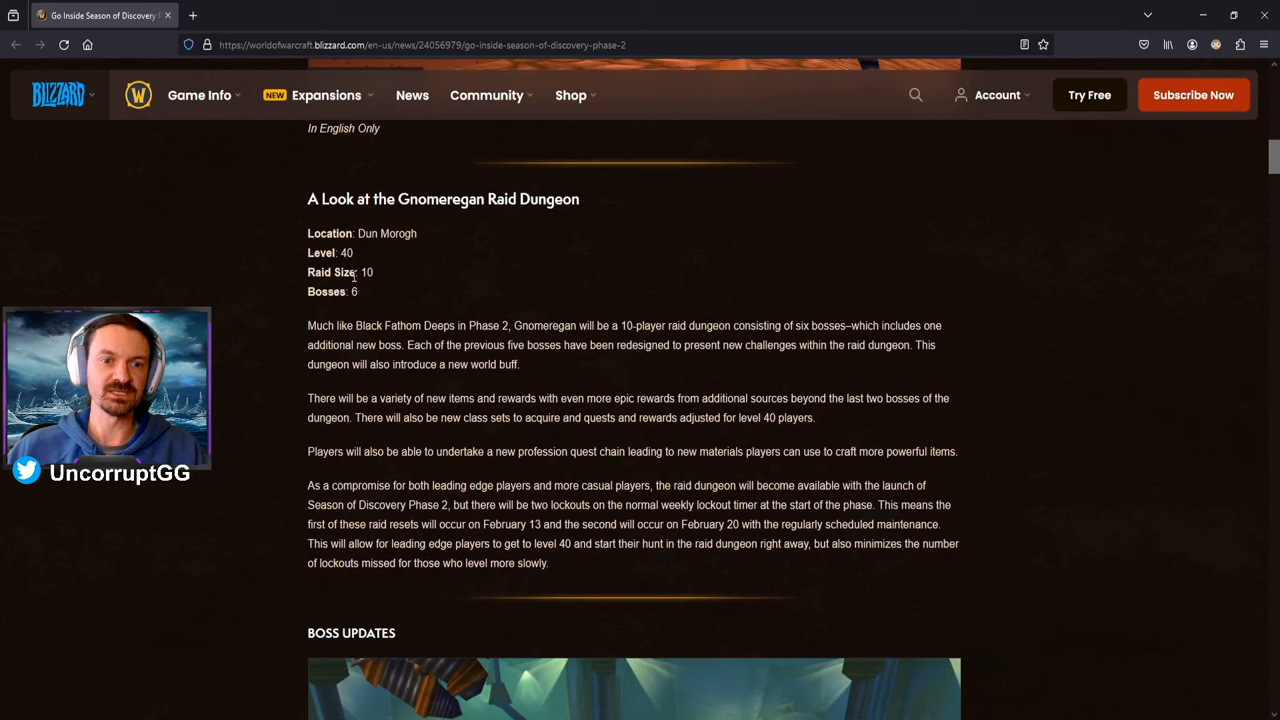 Go Inside Season of Discovery P
https://worldofwarcraft.blizzard.com/en-us/news/24056979/go-inside-season-of-discovery-phase-2
BLIZZARD
W
Game Info
NEW
Expansions
News
Community
Shop
Account
Try Free
Subscribe Now
In English Only
A Look at the Gnomeregan Raid Dungeon
Location: Dun Morogh
Level: 40
Raid Size: 10
Bosses: 6
Much like Black Fathom Deeps in Phase 2, Gnomeregan will be a 10-player raid dungeon consisting of six bosses–which includes one
additional new boss. Each of the previous five bosses have been redesigned to present new challenges within the raid dungeon. This
dungeon will also introduce a new world buff.
There will be a variety of new items and rewards with even more epic rewards from additional sources beyond the last two bosses of the
dungeon. There will also be new class sets to acquire and quests and rewards adjusted for level 40 players.
Players will also be able to undertake a new profession quest chain leading to new materials players can use to craft more powerful items.
As a compromise for both leading edge players and more casual players, the raid dungeon will become available with the launch of
Season of Discovery Phase 2, but there will be two lockouts on the normal weekly lockout timer at the start of the phase. This means the
first of these raid resets will occur on February 13 and the second will occur on February 20 with the regularly scheduled maintenance.
This will allow for leading edge players to get to level 40 and start their hunt in the raid dungeon right away, but also minimizes the number
of lockouts missed for those who level more slowly.
UncorruptGG
BOSS UPDATES